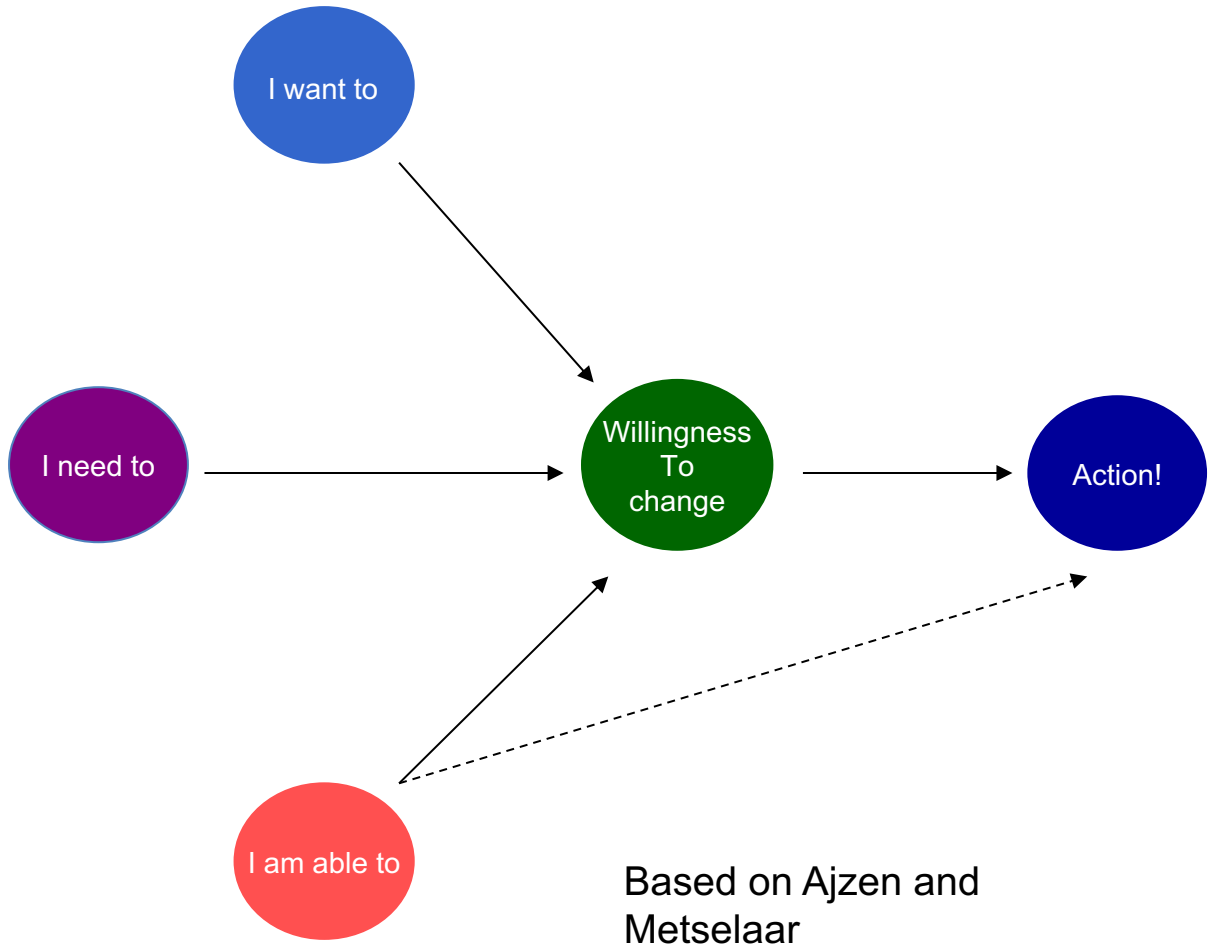 I want to
I need to
Willingness
To
change
Action!
I am able to
Based on Ajzen and
Metselaar